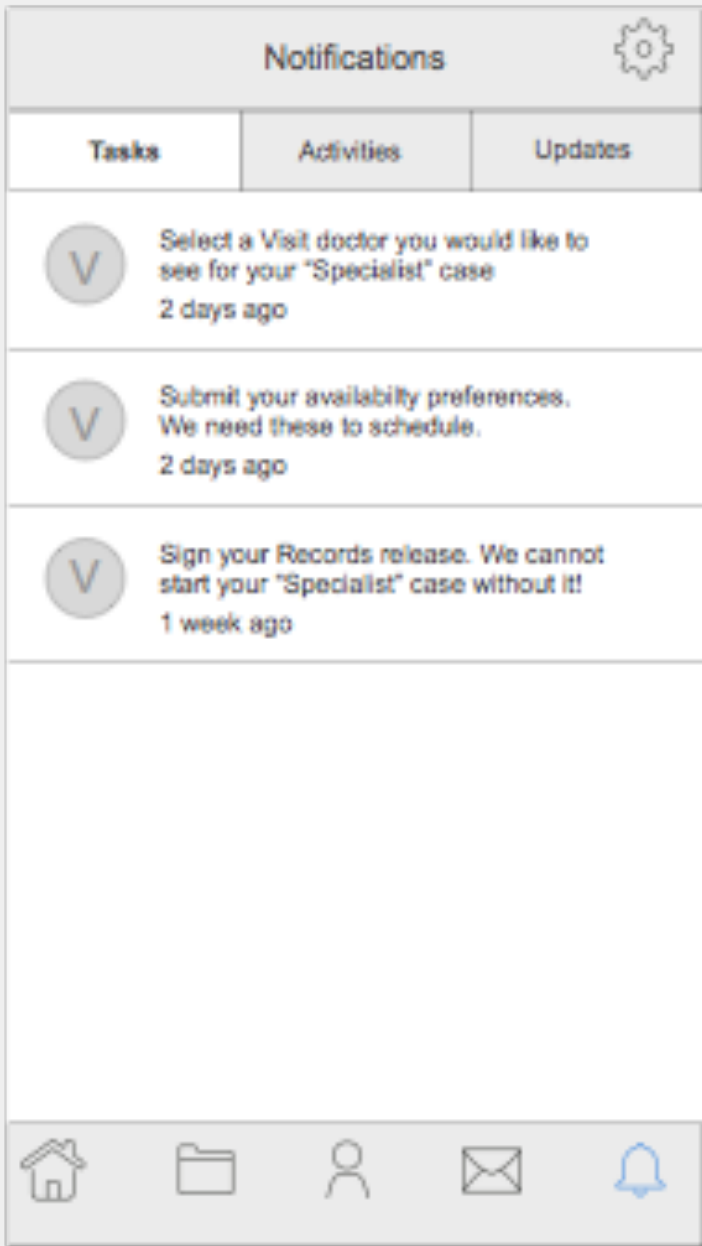 Notifications
Tasks
Activities
Updates
V
Select a Visit doctor you would like to
see for your "Specialist" case
2 days ago
V
Submit your availabilty preferences.
We need these to schedule.
2 days ago
V
Sign your Records release. We cannot
start your "Specialist" case without it!
1 week ago